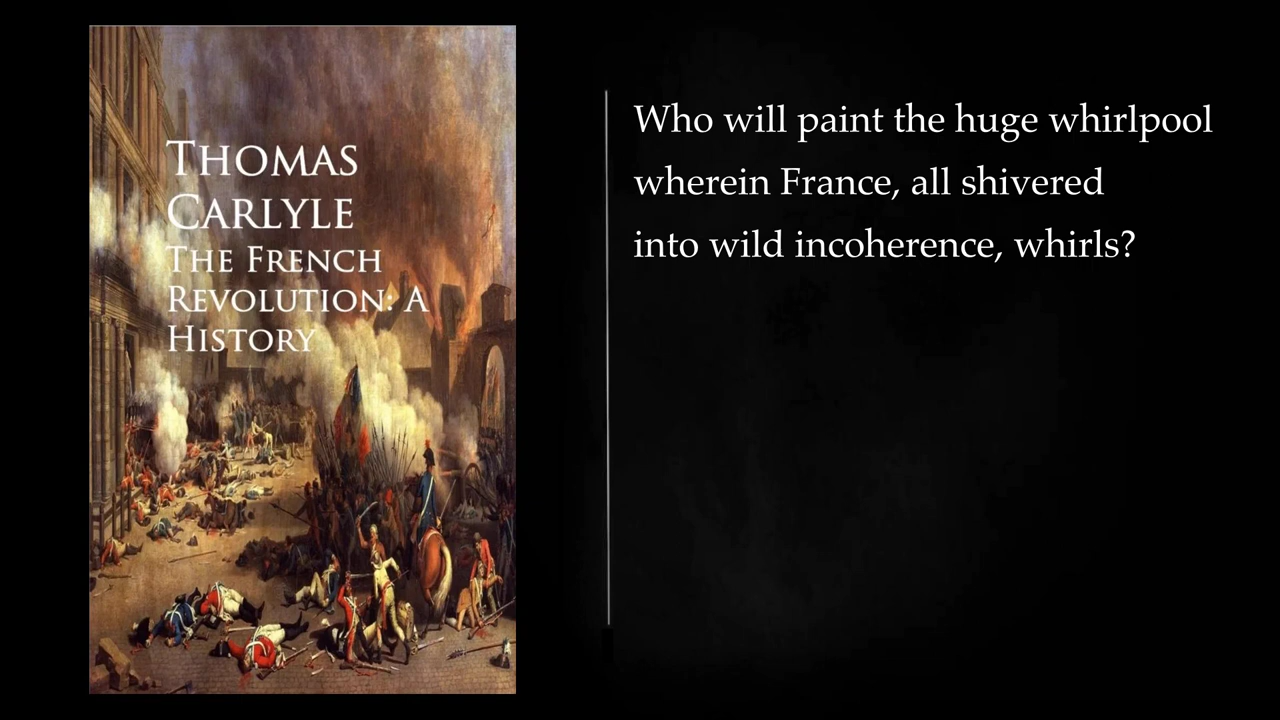 THOMAS
CARLYLE
THE FRENCH
REVOLUTION: A
HISTORY
Who will paint the huge whirlpool
wherein France, all shivered
into wild incoherence, whirls?